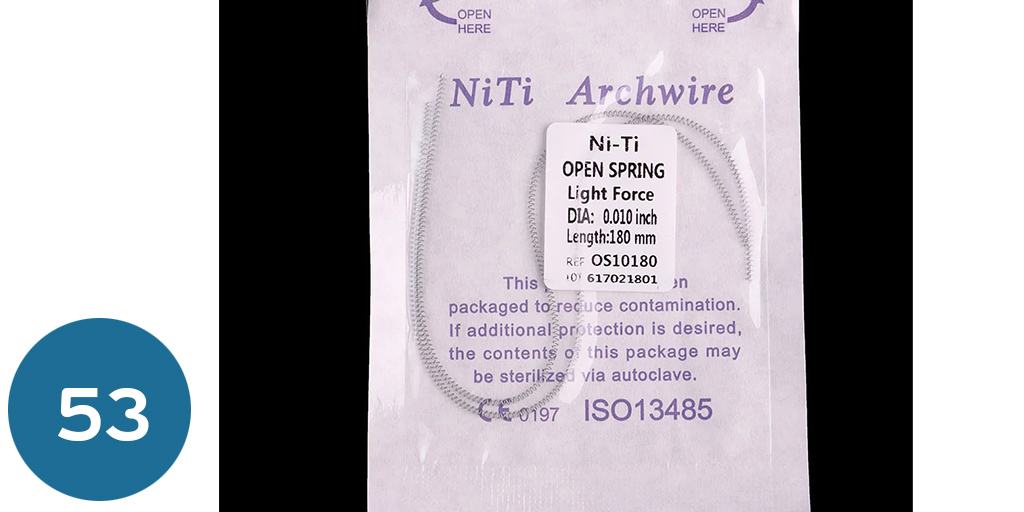 OPEN
HERE
OPEN
HERE
NiTi Archwire
Ni-Ti
OPEN SPRING
Light Force
DIA: 0.010 inch
Length:180 mm
REF OS10180
617021801
This
packaged to reduce contamination.
If additional protection is desired,
the contents of this package may
be sterilized via autoclave.
CE 0197 ISO13485
53